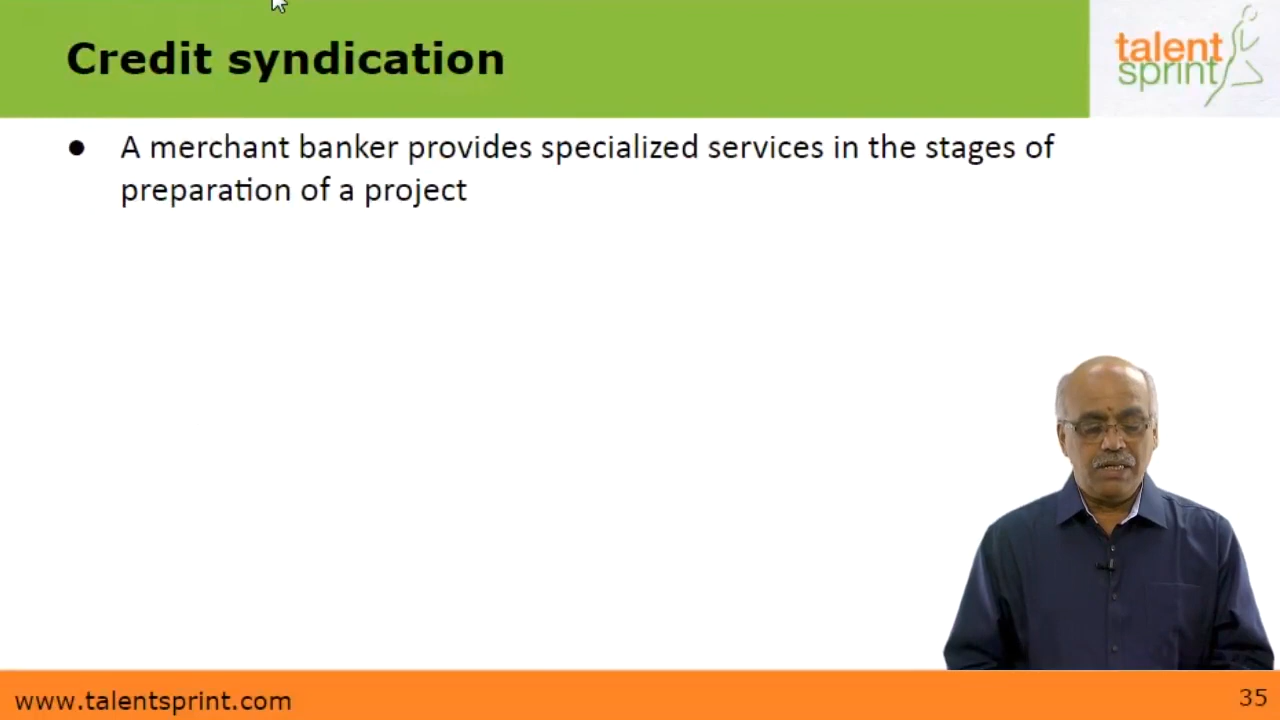 Credit syndication
talent
sprint
● A merchant banker provides specialized services in the stages of
preparation of a project
www.talentsprint.com
35